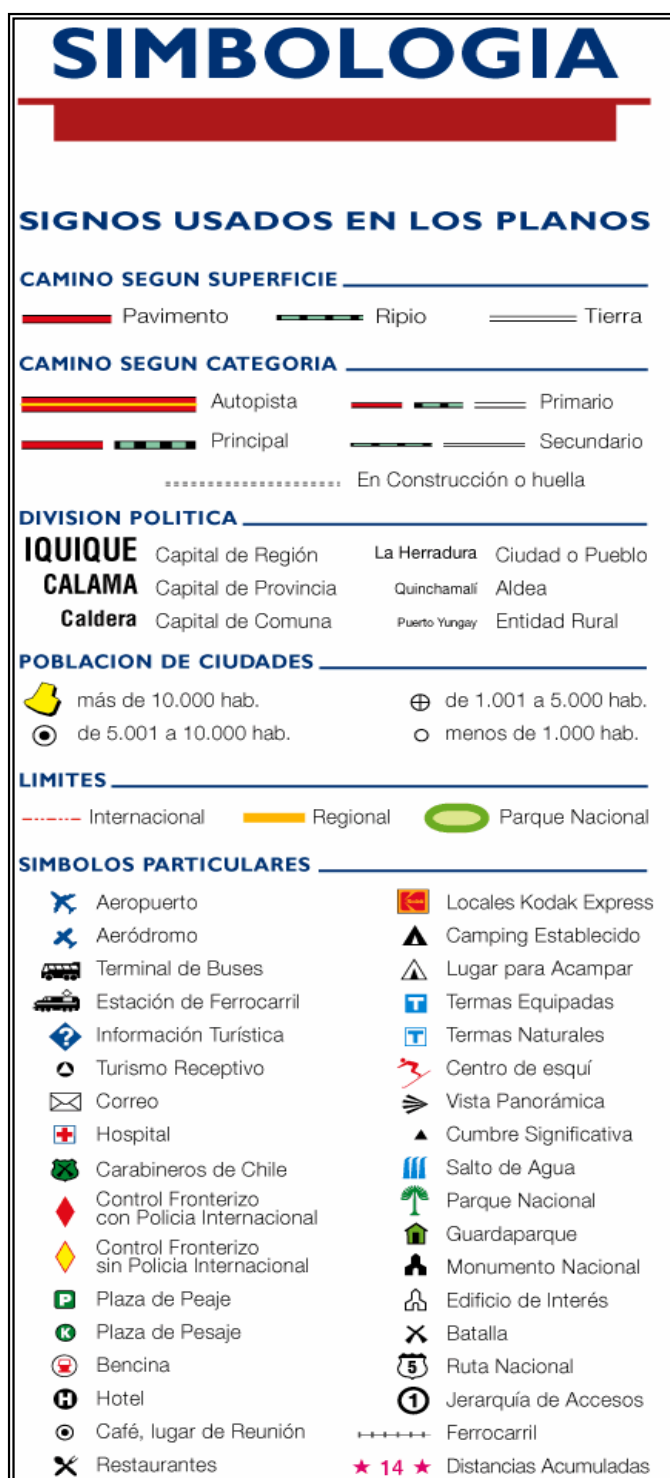 SIMBOLOGIA
SIGNOS USADOS EN LOS PLANOS
CAMINO SEGUN SUPERFICIE
Pavimento Ripio Tierra
CAMINO SEGUN CATEGORIA
Autopista Primario
Principal Secundario
En Construcción o huella
DIVISION POLITICA
IQUIQUE Capital de Región La Herradura Ciudad o Pueblo
CALAMA Capital de Provincia Quinchamalí Aldea
Caldera Capital de Comuna Puerto Yungay Entidad Rural
POBLACION DE CIUDADES
más de 10.000 hab. de 1.001 a 5.000 hab.
de 5.001 a 10.000 hab. menos de 1.000 hab.
LIMITES
Internacional Regional Parque Nacional
SIMBOLOS PARTICULARES
Aeropuerto Kodak Locales Kodak Express
Aeródromo Camping Establecido
Terminal de Buses Lugar para Acampar
Estación de Ferrocarril T Termas Equipadas
? Información Turística T Termas Naturales
Turismo Receptivo Centro de esquí
Correo Vista Panorámica
Hospital Cumbre Significativa
Carabineros de Chile Salto de Agua
Control Fronterizo
con Policia Internacional Parque Nacional
Control Fronterizo Guardaparque
sin Policia Internacional Monumento Nacional
P Plaza de Peaje Edificio de Interés
K Plaza de Pesaje Batalla
Bencina 5 Ruta Nacional
H Hotel 1 Jerarquía de Accesos
Café, lugar de Reunión Ferrocarril
Restaurantes ★ 14 ★ Distancias Acumuladas